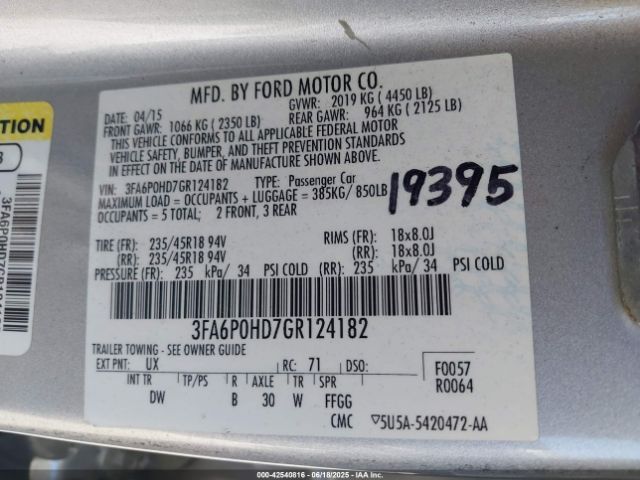 MFD. BY FORD MOTOR CO.
DATE: 04/15 GVWR: 2019 KG ( 4450 LB)
FRONT GAWR: 1066 KG ( 2350 LB) REAR GAWR: 964 KG ( 2125 LB)
THIS VEHICLE CONFORMS TO ALL APPLICABLE FEDERAL MOTOR
VEHICLE SAFETY, BUMPER, AND THEFT PREVENTION STANDARDS
IN EFFECT ON THE DATE OF MANUFACTURE SHOWN ABOVE.
VIN: 3FA6P0HD7GR124182 TYPE: Passenger Car
MAXIMUM LOAD = OCCUPANTS + LUGGAGE = 385KG/ 850LB
OCCUPANTS = 5 TOTAL; 2 FRONT, 3 REAR
19395
TIRE (FR): 235/45R18 94V RIMS (FR): 18x8.0J
(RR): 235/45R18 94V (RR): 18x8.0J
PRESSURE (FR): 235 kPa/ 34 PSI COLD (RR): 235 kPa/ 34 PSI COLD
3FA6P0HD7GR124182
TRAILER TOWING - SEE OWNER GUIDE
EXT PNT: UX RC: 71 DSO: F0057
R0064
INT TR TP/PS R AXLE TR SPR
DW B 30 W FFGG
CMC ▽5U5A-5420472-AA
TION
© IAA - 42540816 - 06/18/2025 - IAAI.com